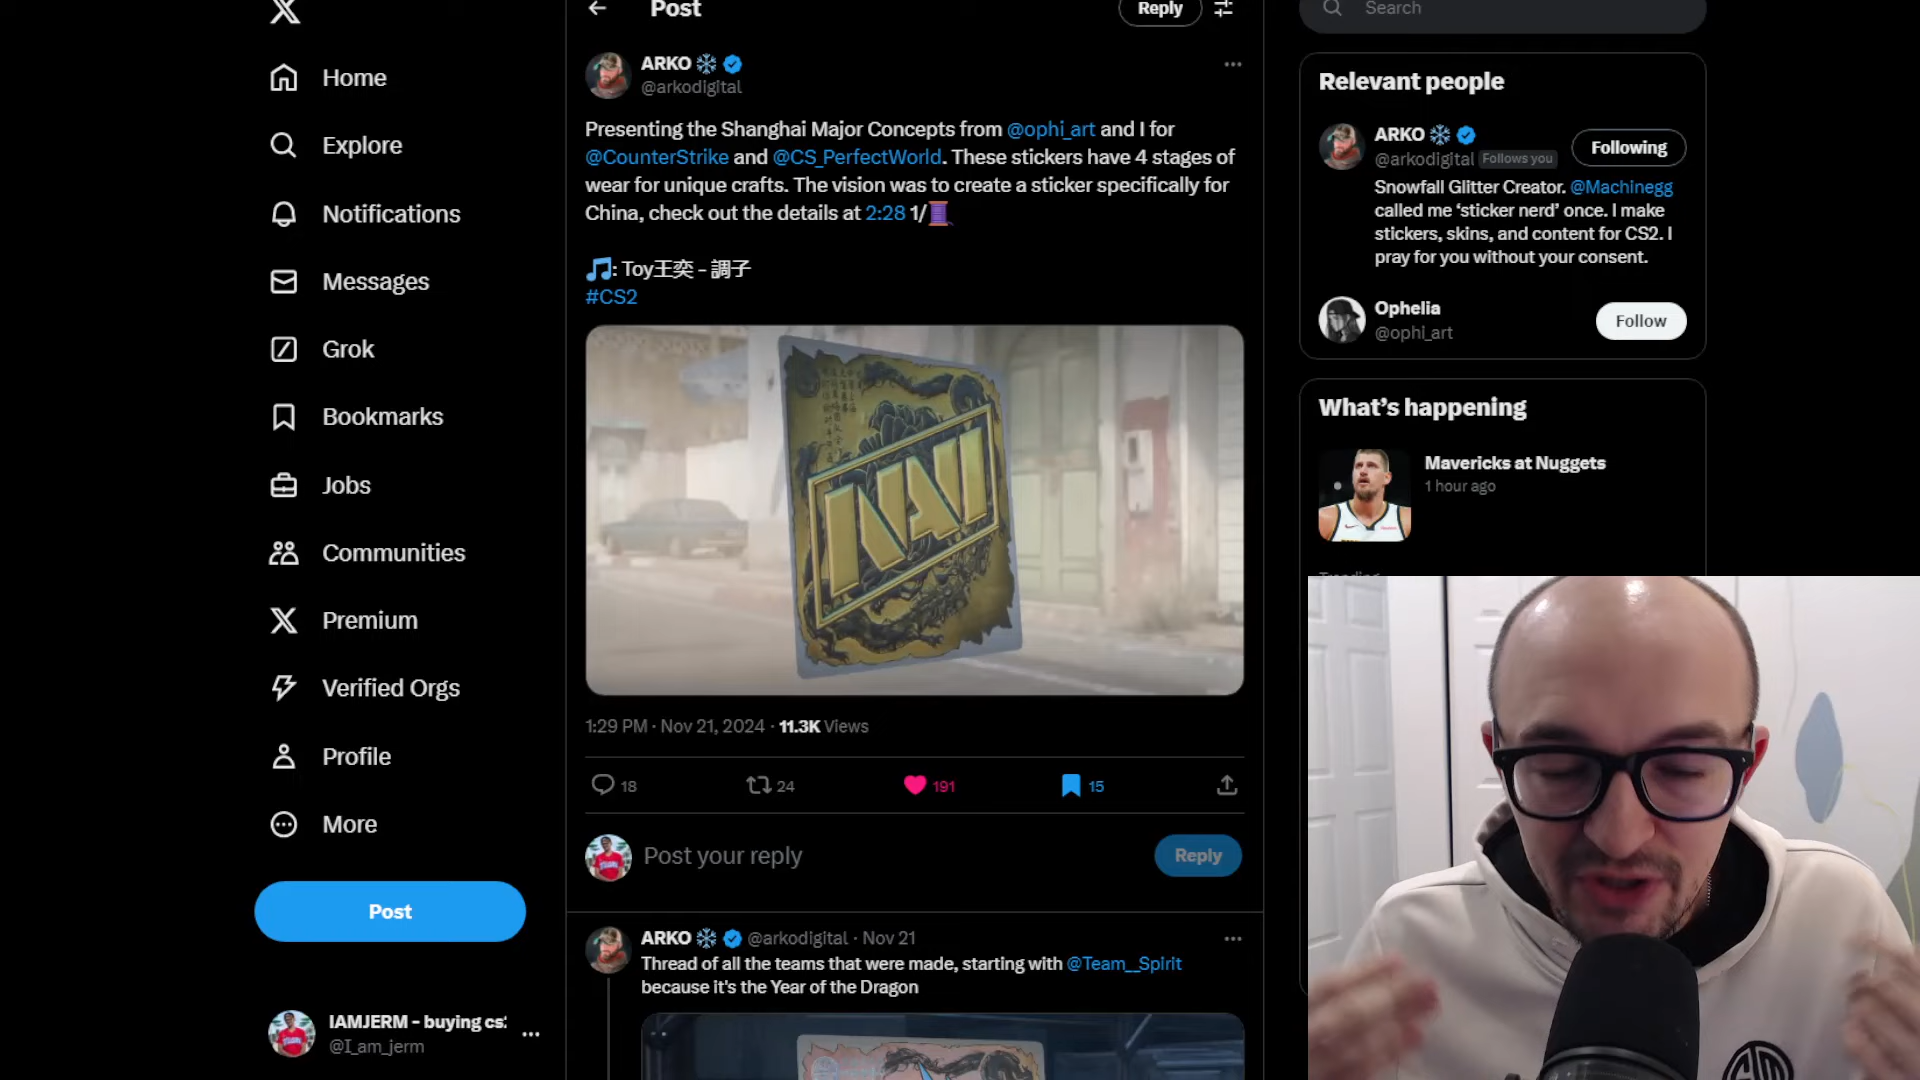 Home
Explore
Notifications
Messages
Grok
Bookmarks
Jobs
Communities
Premium
Verified Orgs
Profile
More
Post
IAMJERM - buying cs
@I_am_jerm
Post
Reply
ARKO
@arkodigital
Presenting the Shanghai Major Concepts from @ophi_art and I for
@CounterStrike and @CS_PerfectWorld. These stickers have 4 stages of
wear for unique crafts. The vision was to create a sticker specifically for
China, check out the details at 2:28 1/🧵
🎵: Toy王奕 - 調子
#CS2
NAVI
1:29 PM · Nov 21, 2024 · 11.3K Views
18
24
191
15
Post your reply
Reply
ARKO @arkodigital · Nov 21
Thread of all the teams that were made, starting with @Team__Spirit
because it's the Year of the Dragon
Search
Relevant people
ARKO
@arkodigital Follows you
Following
Snowfall Glitter Creator. @Machinegg
called me ‘sticker nerd’ once. I make
stickers, skins, and content for CS2. I
pray for you without your consent.
Ophelia
@ophi_art
Follow
What’s happening
Mavericks at Nuggets
1 hour ago